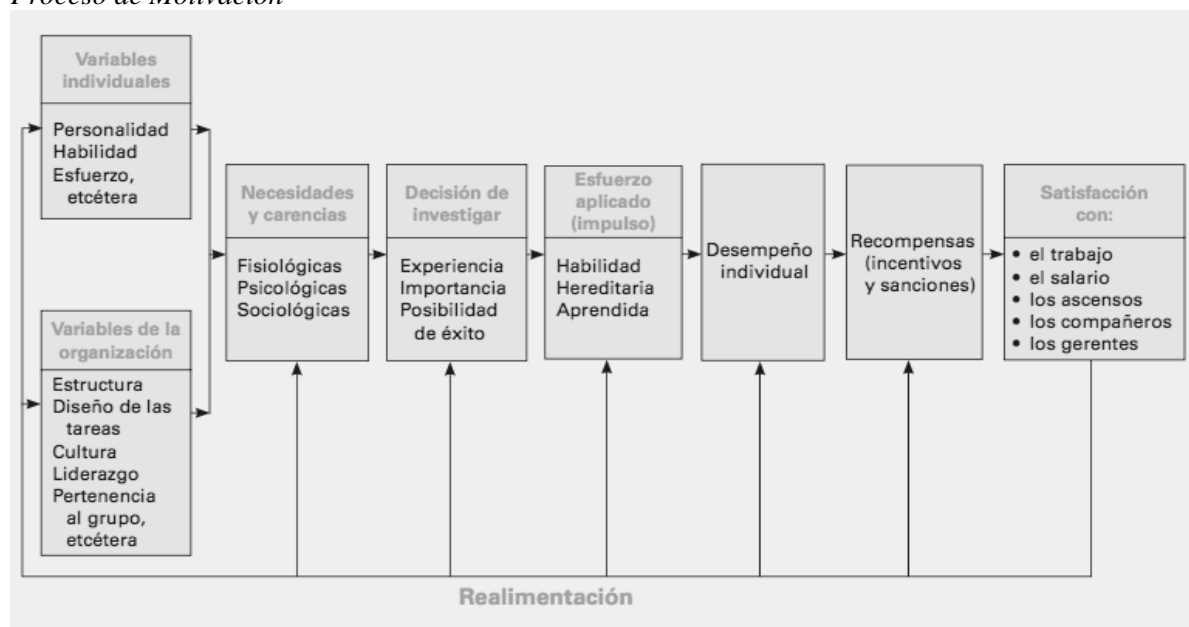 Proceso de Motivación
Variables
individuales
Personalidad
Habilidad
Esfuerzo,
etcétera
Variables de la
organización
Estructura
Diseño de las
tareas
Cultura
Liderazgo
Pertenencia
al grupo,
etcétera
Necesidades
y carencias
Fisiológicas
Psicológicas
Sociológicas
Decisión de
investigar
Experiencia
Importancia
Posibilidad
de éxito
Esfuerzo
aplicado
(impulso)
Habilidad
Hereditaria
Aprendida
Desempeño
individual
Recompensas
(incentivos
y sanciones)
Satisfacción
con:
• el trabajo
• el salario
• los ascensos
• los compañeros
• los gerentes
Realimentación